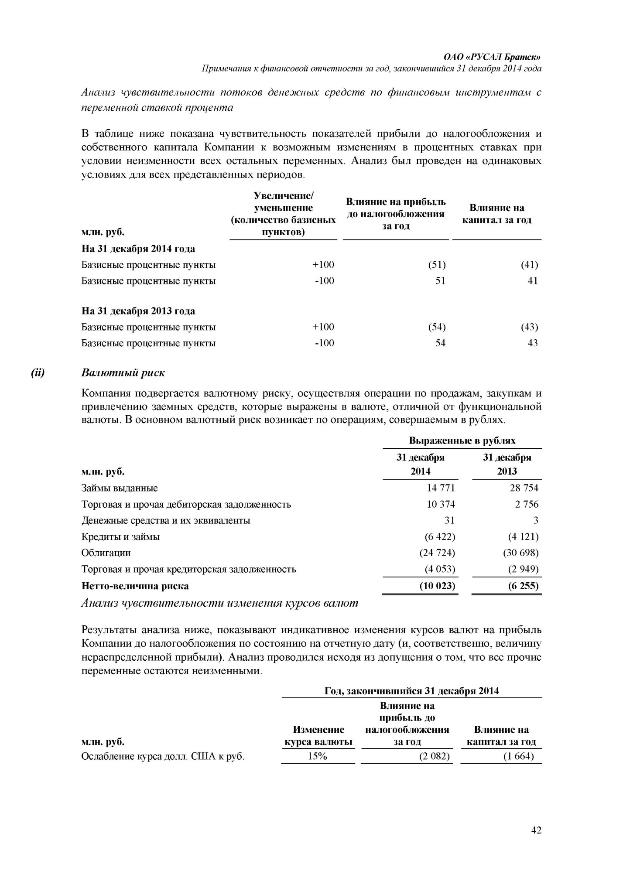 ОАО «РУСАЛ Братск»
Примечания к финансовой отчетности за год, закончившийся 31 декабря 2014 года
Анализ чувствительности потоков денежных средств по финансовым инструментам с
переменной ставкой процента
В таблице ниже показана чувствительность показателей прибыли до налогообложения и
собственного капитала Компании к возможным изменениям в процентных ставках при
условии неизменности всех остальных переменных. Анализ был проведен на одинаковых
условиях для всех представленных периодов.
млн. руб. Увеличение/ уменьшение (количество базисных пунктов) Влияние на прибыль до налогообложения за год Влияние на капитал за год
На 31 декабря 2014 года
Базисные процентные пункты +100 (51) (41)
Базисные процентные пункты -100 51 41
На 31 декабря 2013 года
Базисные процентные пункты +100 (54) (43)
Базисные процентные пункты -100 54 43
(ii) Валютный риск
Компания подвергается валютному риску, осуществляя операции по продажам, закупкам и
привлечению заемных средств, которые выражены в валюте, отличной от функциональной
валюты. В основном валютный риск возникает по операциям, совершаемым в рублях.
Выраженные в рублях
млн. руб. 31 декабря 2014 31 декабря 2013
Займы выданные 14 771 28 754
Торговая и прочая дебиторская задолженность 10 374 2 756
Денежные средства и их эквиваленты 31 3
Кредиты и займы (6 422) (4 121)
Облигации (24 724) (30 698)
Торговая и прочая кредиторская задолженность (4 053) (2 949)
Нетто-величина риска (10 023) (6 255)
Анализ чувствительности изменения курсов валют
Результаты анализа ниже, показывают индикативное изменения курсов валют на прибыль
Компании до налогообложения по состоянию на отчетную дату (и, соответственно, величину
нераспределенной прибыли). Анализ проводился исходя из допущения о том, что все прочие
переменные остаются неизменными.
Год, закончившийся 31 декабря 2014
млн. руб. Изменение курса валюты Влияние на прибыль до налогообложения за год Влияние на капитал за год
Ослабление курса долл. США к руб. 15% (2 082) (1 664)
42